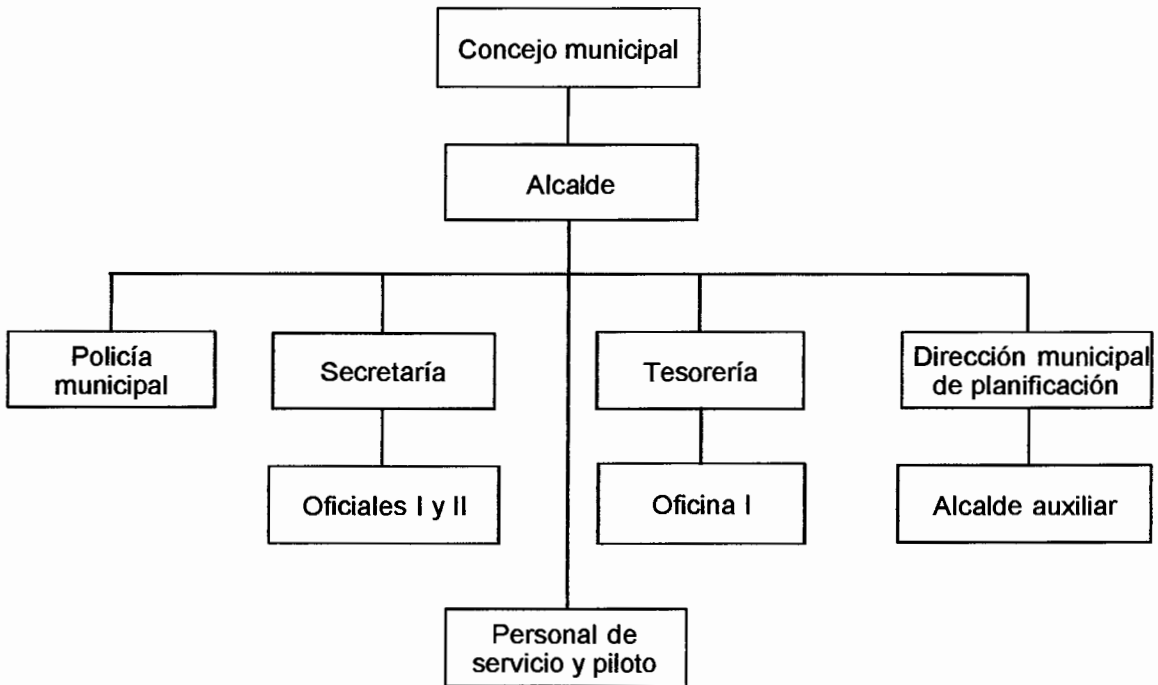 Concejo municipal
Alcalde
Policía
municipal
Secretaría
Tesorería
Dirección municipal
de planificación
Oficiales I y II
Oficina I
Alcalde auxiliar
Personal de
servicio y piloto